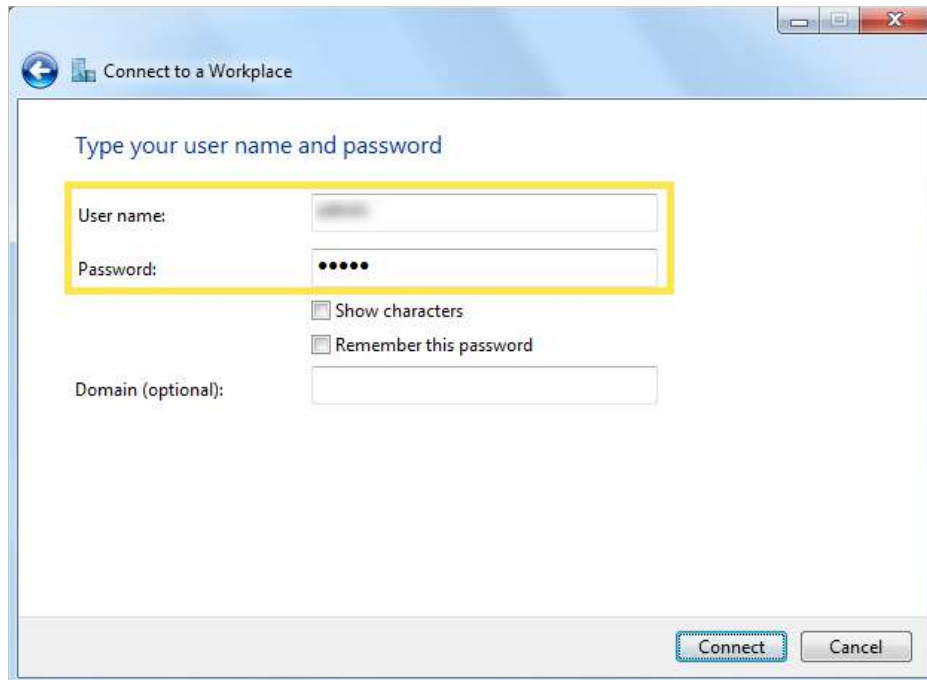 Connect to a Workplace
Type your user name and password
User name:
Password: •••••
Show characters
Remember this password
Domain (optional):
Connect Cancel